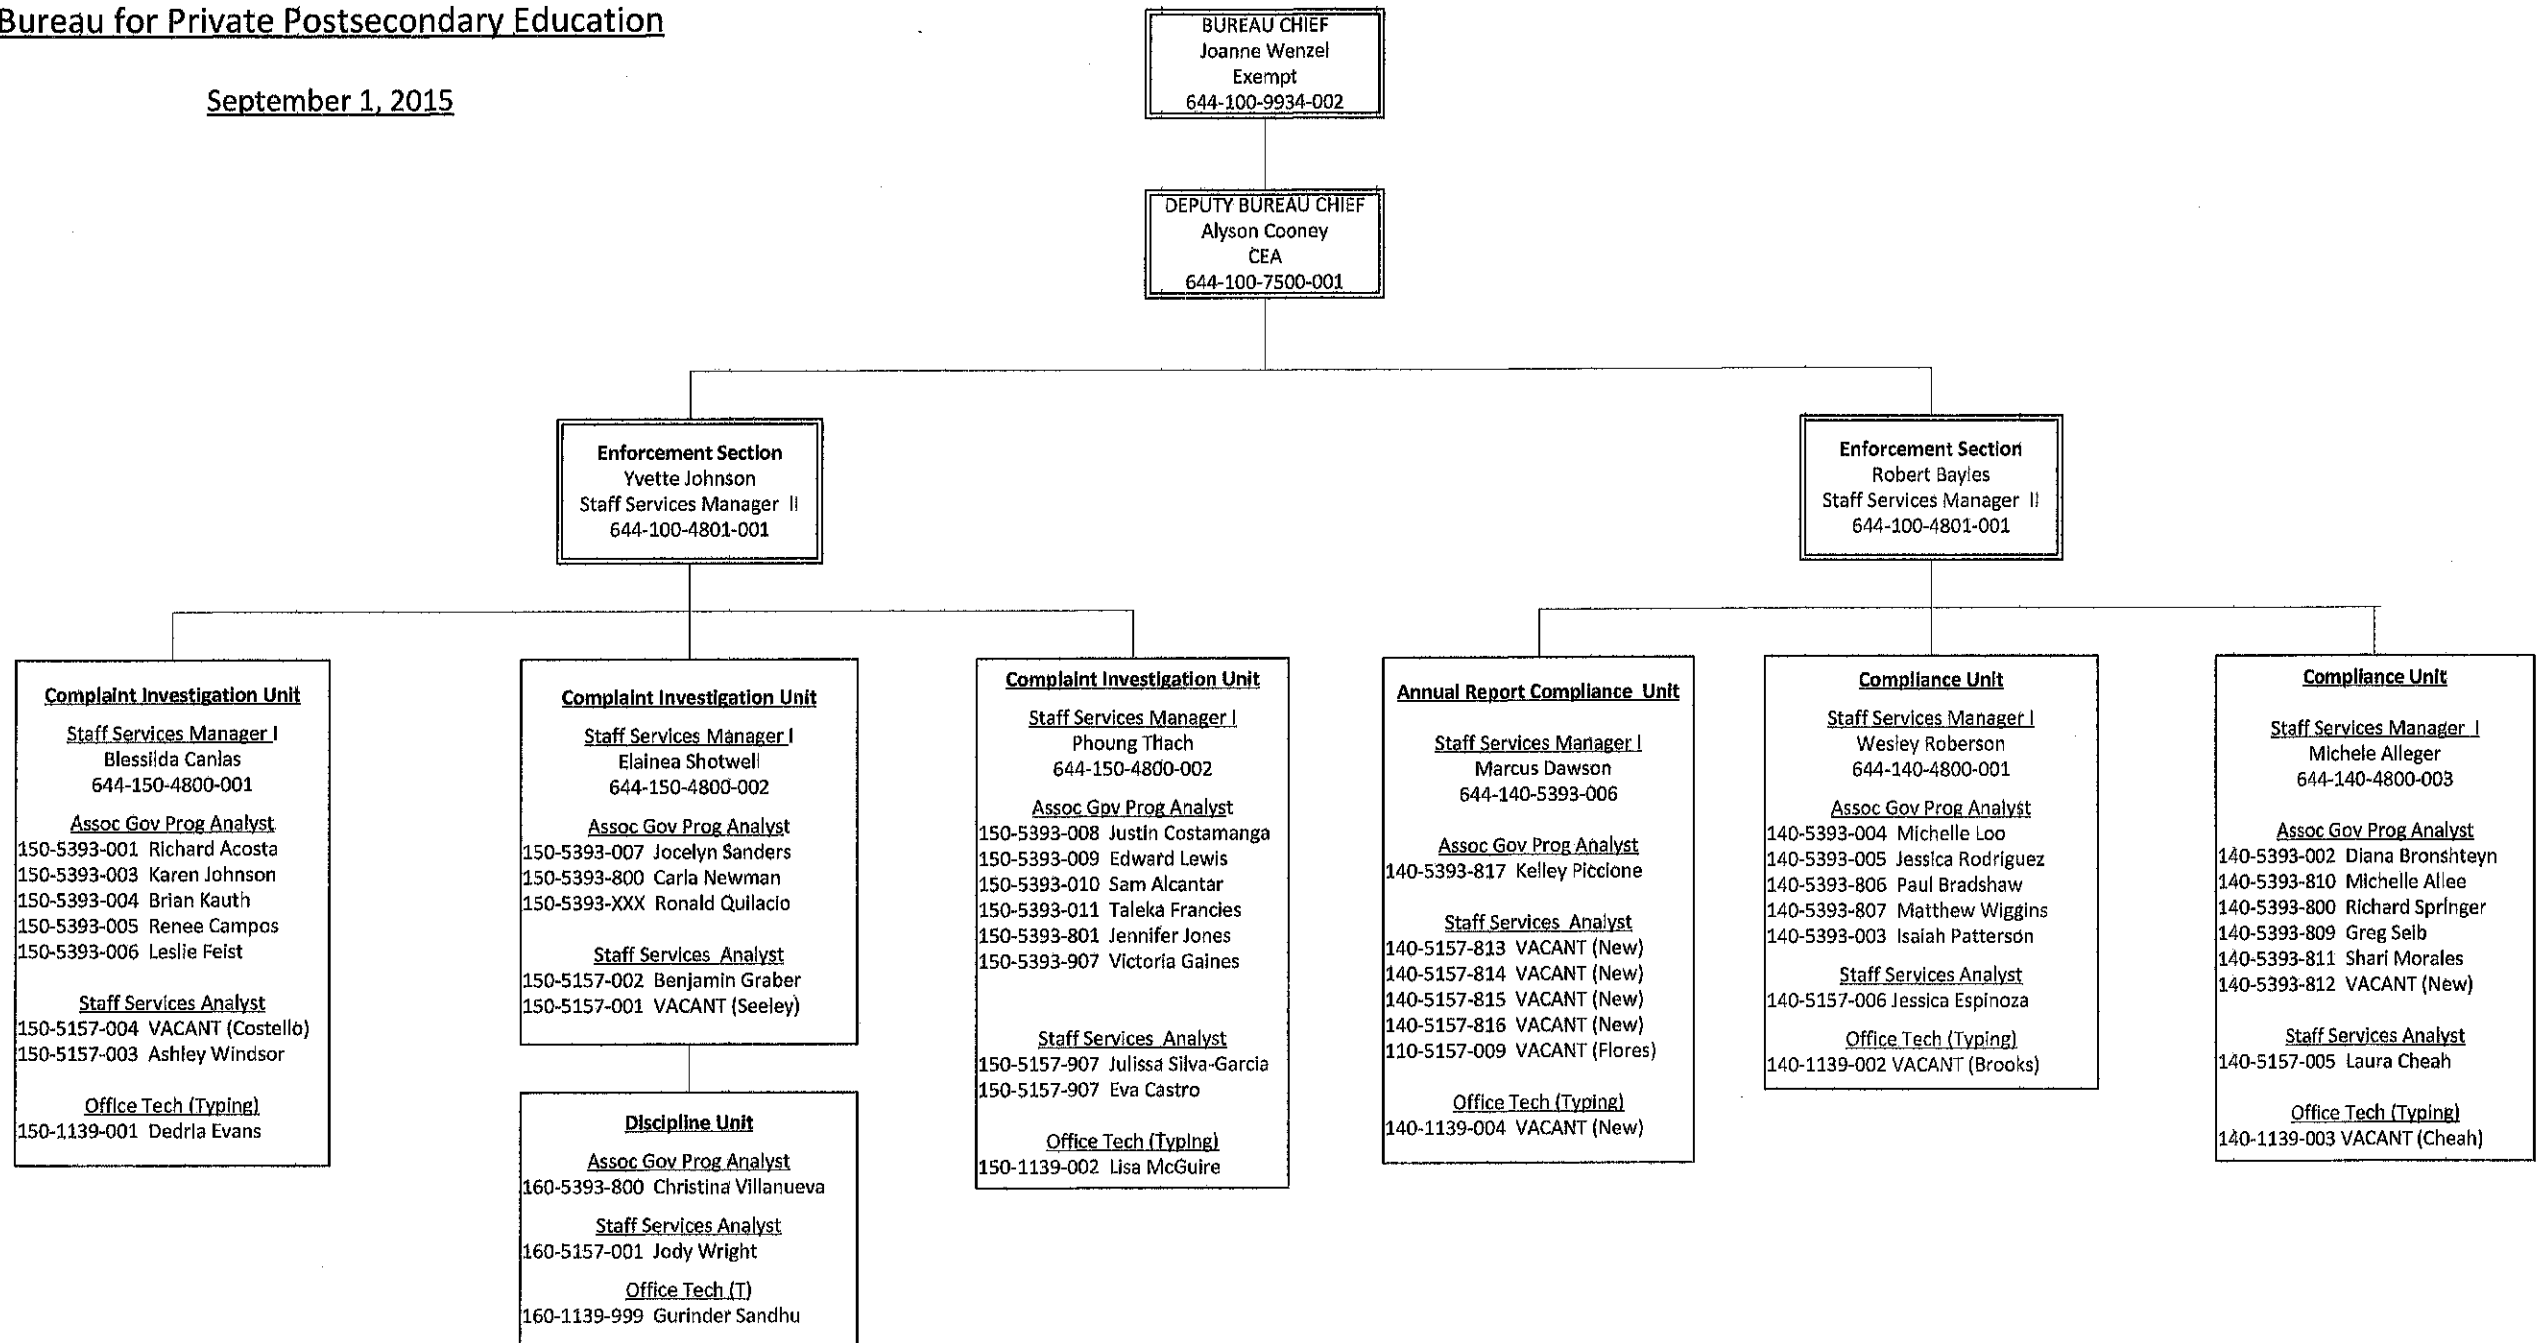 Bureau for Private Postsecondary Education
September 1, 2015
BUREAU CHIEF
Joanne Wenzel
Exempt
644-100-9934-002
DEPUTY BUREAU CHIEF
Alyson Cooney
CEA
644-100-7500-001
Enforcement Section
Yvette Johnson
Staff Services Manager II
644-100-4801-001
Enforcement Section
Robert Bayles
Staff Services Manager II
644-100-4801-001
Complaint Investigation Unit
Staff Services Manager I
Blessilda Canlas
644-150-4800-001
Assoc Gov Prog Analyst
150-5393-001 Richard Acosta
150-5393-003 Karen Johnson
150-5393-004 Brian Kauth
150-5393-005 Renee Campos
150-5393-006 Leslie Feist
Staff Services Analyst
150-5157-004 VACANT (Costello)
150-5157-003 Ashley Windsor
Office Tech (Typing)
150-1139-001 Dedria Evans
Complaint Investigation Unit
Staff Services Manager I
Elainea Shotwell
644-150-4800-002
Assoc Gov Prog Analyst
150-5393-007 Jocelyn Sanders
150-5393-800 Carla Newman
150-5393-XXX Ronald Quilacio
Staff Services Analyst
150-5157-002 Benjamin Graber
150-5157-001 VACANT (Seeley)
Discipline Unit
Assoc Gov Prog Analyst
160-5393-800 Christina Villanueva
Staff Services Analyst
160-5157-001 Jody Wright
Office Tech (T)
160-1139-999 Gurinder Sandhu
Complaint Investigation Unit
Staff Services Manager I
Phoung Thach
644-150-4800-002
Assoc Gov Prog Analyst
150-5393-008 Justin Costamanga
150-5393-009 Edward Lewis
150-5393-010 Sam Alcantar
150-5393-011 Taleka Francies
150-5393-801 Jennifer Jones
150-5393-907 Victoria Gaines
Staff Services Analyst
150-5157-907 Julissa Silva-Garcia
150-5157-907 Eva Castro
Office Tech (Typing)
150-1139-002 Lisa McGuire
Annual Report Compliance Unit
Staff Services Manager I
Marcus Dawson
644-140-5393-006
Assoc Gov Prog Analyst
140-5393-817 Kelley Piccione
Staff Services Analyst
140-5157-813 VACANT (New)
140-5157-814 VACANT (New)
140-5157-815 VACANT (New)
140-5157-816 VACANT (New)
110-5157-009 VACANT (Flores)
Office Tech (Typing)
140-1139-004 VACANT (New)
Compliance Unit
Staff Services Manager I
Wesley Roberson
644-140-4800-001
Assoc Gov Prog Analyst
140-5393-004 Michelle Loo
140-5393-005 Jessica Rodriguez
140-5393-806 Paul Bradshaw
140-5393-807 Matthew Wiggins
140-5393-003 Isaiah Patterson
Staff Services Analyst
140-5157-006 Jessica Espinoza
Office Tech (Typing)
140-1139-002 VACANT (Brooks)
Compliance Unit
Staff Services Manager I
Michele Alleger
644-140-4800-003
Assoc Gov Prog Analyst
140-5393-002 Diana Bronshteyn
140-5393-810 Michelle Allee
140-5393-800 Richard Springer
140-5393-809 Greg Seib
140-5393-811 Shari Morales
140-5393-812 VACANT (New)
Staff Services Analyst
140-5157-005 Laura Cheah
Office Tech (Typing)
140-1139-003 VACANT (Cheah)